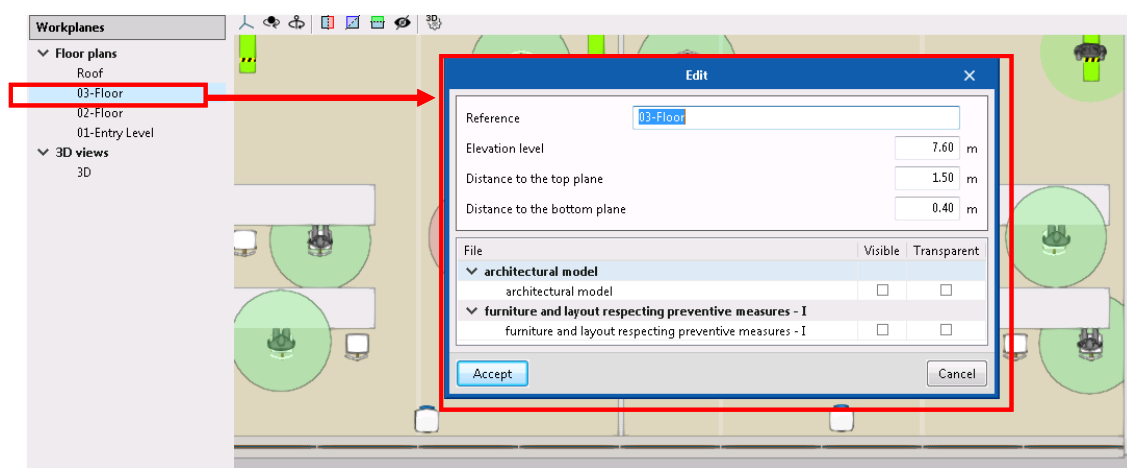 Workplanes
3D
Floor plans
Roof
03-Floor
02-Floor
01-Entry Level
3D views
3D
Edit
Reference 03-Floor
Elevation level 7.60 m
Distance to the top plane 1.50 m
Distance to the bottom plane 0.40 m
File Visible Transparent
architectural model
architectural model
furniture and layout respecting preventive measures - I
furniture and layout respecting preventive measures - I
Accept Cancel